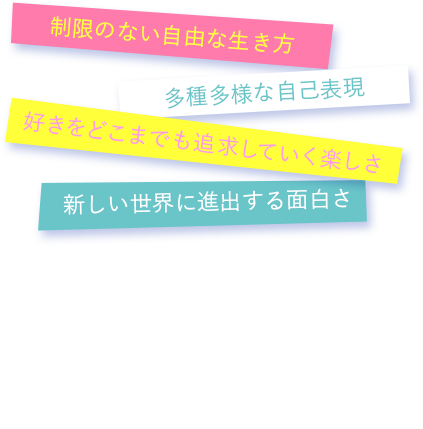 制限のない自由な生き方
多種多様な自己表現
好きをどこまでも追求していく楽しさ
新しい世界に進出する面白さ